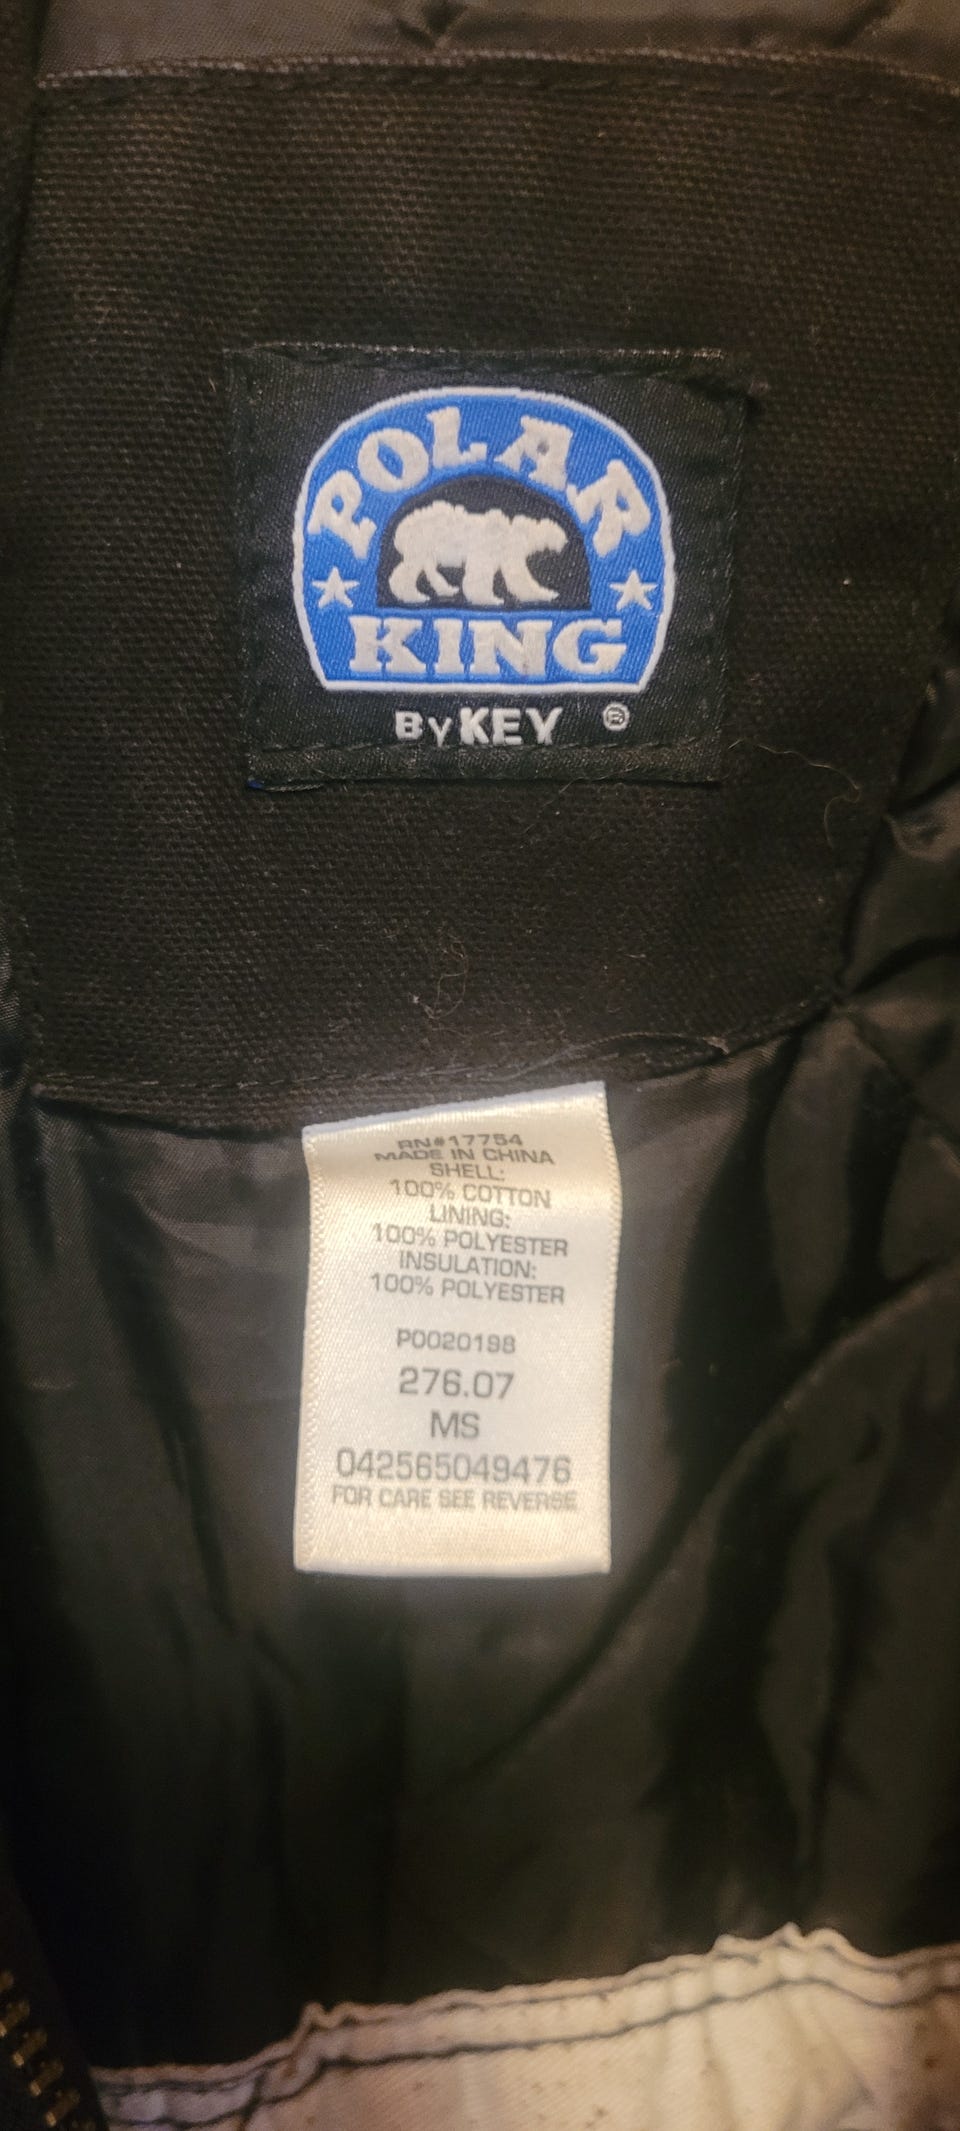 POLAR
KING
By KEY ®
RN#17754
MADE IN CHINA
SHELL:
100% COTTON
LINING:
100% POLYESTER
INSULATION:
100% POLYESTER
P0020198
276.07
MS
042565049476
FOR CARE SEE REVERSE